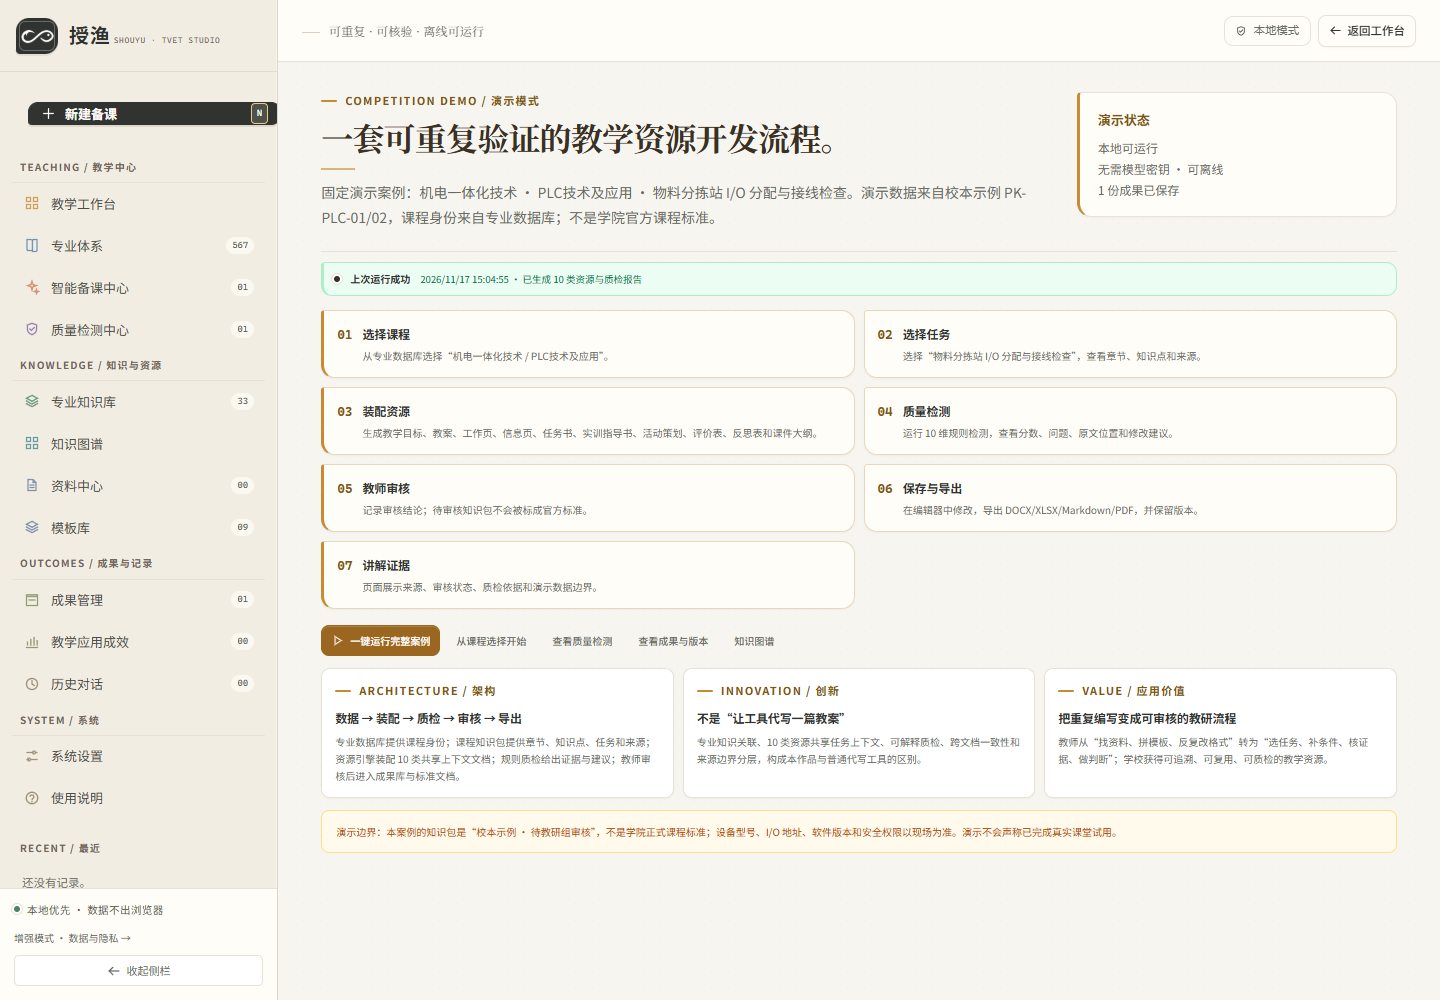 授渔 SHOUYU · TVET STUDIO
新建备课 N
TEACHING / 教学中心
教学工作台
专业体系 567
智能备课中心 01
质量检测中心 01
KNOWLEDGE / 知识与资源
专业知识库 33
知识图谱
资料中心 00
模板库 09
OUTCOMES / 成果与记录
成果管理 01
教学应用成效 00
历史对话 00
SYSTEM / 系统
系统设置
使用说明
RECENT / 最近
还没有记录。
本地优先 · 数据不出浏览器
增强模式 · 数据与隐私 →
← 收起侧栏
可重复 · 可核验 · 离线可运行
本地模式
← 返回工作台
COMPETITION DEMO / 演示模式
一套可重复验证的教学资源开发流程。
固定演示案例：机电一体化技术 · PLC技术及应用 · 物料分拣站 I/O 分配与接线检查。演示数据来自校本示例 PK-
PLC-01/02，课程身份来自专业数据库；不是学院官方课程标准。
演示状态
本地可运行
无需模型密钥 · 可离线
1 份成果已保存
上次运行成功 2026/11/17 15:04:55 · 已生成 10 类资源与质检报告
01 选择课程
从专业数据库选择“机电一体化技术 / PLC技术及应用”。
02 选择任务
选择“物料分拣站 I/O 分配与接线检查”，查看章节、知识点和来源。
03 装配资源
生成教学目标、教案、工作页、信息页、任务书、实训指导书、活动策划、评价表、反思表和课件大纲。
04 质量检测
运行 10 维规则检测，查看分数、问题、原文位置和修改建议。
05 教师审核
记录审核结论；待审核知识包不会被标成官方标准。
06 保存与导出
在编辑器中修改，导出 DOCX/XLSX/Markdown/PDF，并保留版本。
07 讲解证据
页面展示来源、审核状态、质检依据和演示数据边界。
一键运行完整案例
从课程选择开始
查看质量检测
查看成果与版本
知识图谱
ARCHITECTURE / 架构
数据 → 装配 → 质检 → 审核 → 导出
专业数据库提供课程身份；课程知识包提供章节、知识点、任务和来源；
资源引擎装配 10 类共享上下文文档；规则质检给出证据与建议；教师审
核后进入成果库与标准文档。
INNOVATION / 创新
不是“让工具代写一篇教案”
专业知识关联、10 类资源共享任务上下文、可解释质检、跨文档一致性和
来源边界分层，构成本作品与普通代写工具的区别。
VALUE / 应用价值
把重复编写变成可审核的教研流程
教师从“找资料、拼模板、反复改格式”转为“选任务、补条件、核证
据、做判断”；学校获得可追溯、可复用、可质检的教学资源。
演示边界：本案例的知识包是“校本示例 · 待教研组审核”，不是学院正式课程标准；设备型号、I/O 地址、软件版本和安全权限以现场为准。演示不会声称已完成真实课堂试用。